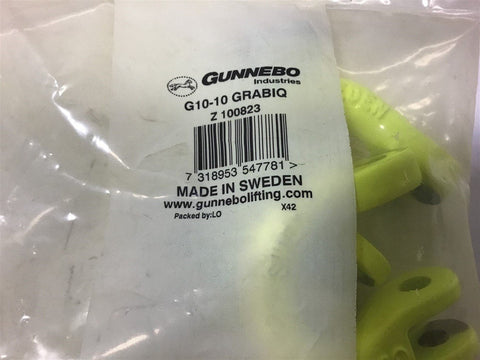 GUNNEBO
Industries
G10-10 GRABIQ
Z 100823
7 318953 547781 >
MADE IN SWEDEN
www.gunnebolifting.com
Packed by:LO X42